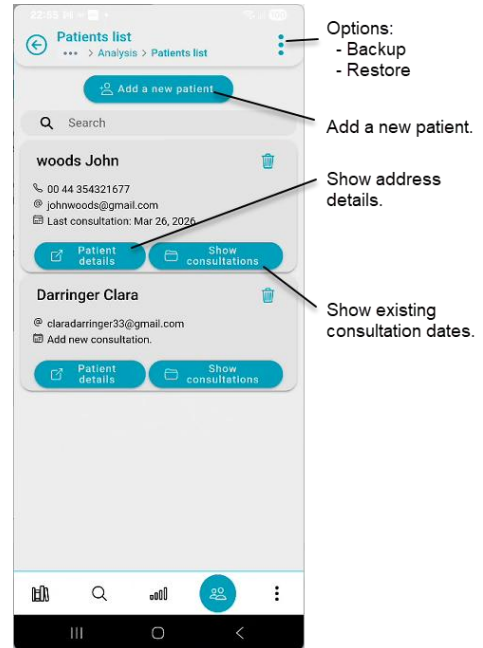 22:55
Patients list
••• > Analysis > Patients list
Add a new patient
Search
woods John
00 44 354321677
@ johnwoods@gmail.com
Last consultation: Mar 26, 2026
Patient details
Show consultations
Darringer Clara
@ claradarringer33@gmail.com
Add new consultation.
Patient details
Show consultations
Options:
- Backup
- Restore
Add a new patient.
Show address
details.
Show existing
consultation dates.